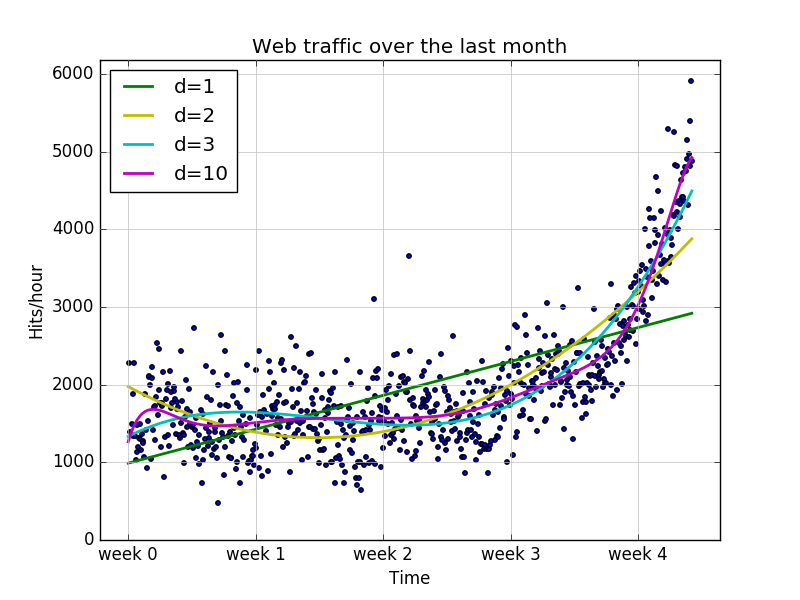 Web traffic over the last month
6000
5000
4000
3000
2000
1000
0
Hits/hour
d=1
d=2
d=3
d=10
week 0 week 1 week 2 week 3 week 4
Time